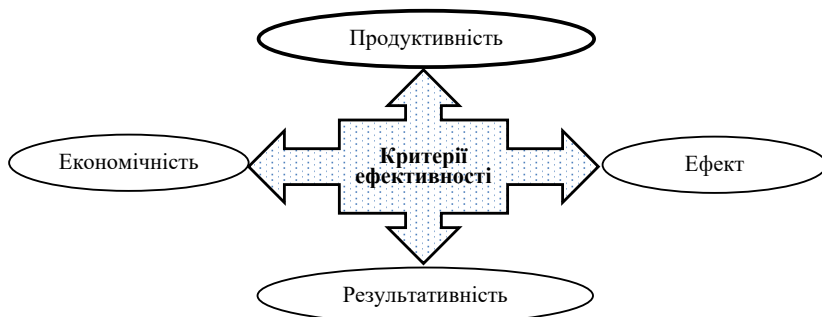 Продуктивність
Економічність
Критерії
ефективності
Ефект
Результативність